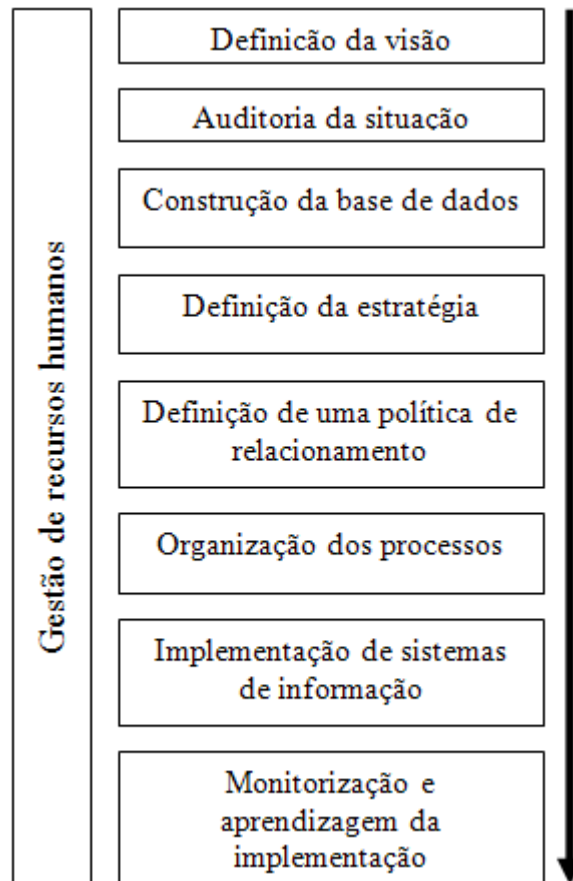 Gestão de recursos humanos
Definicão da visão
Auditoria da situação
Construção da base de dados
Definição da estratégia
Definição de uma política de
relacionamento
Organização dos processos
Implementação de sistemas
de informação
Monitorização e
aprendizagem da
implementação